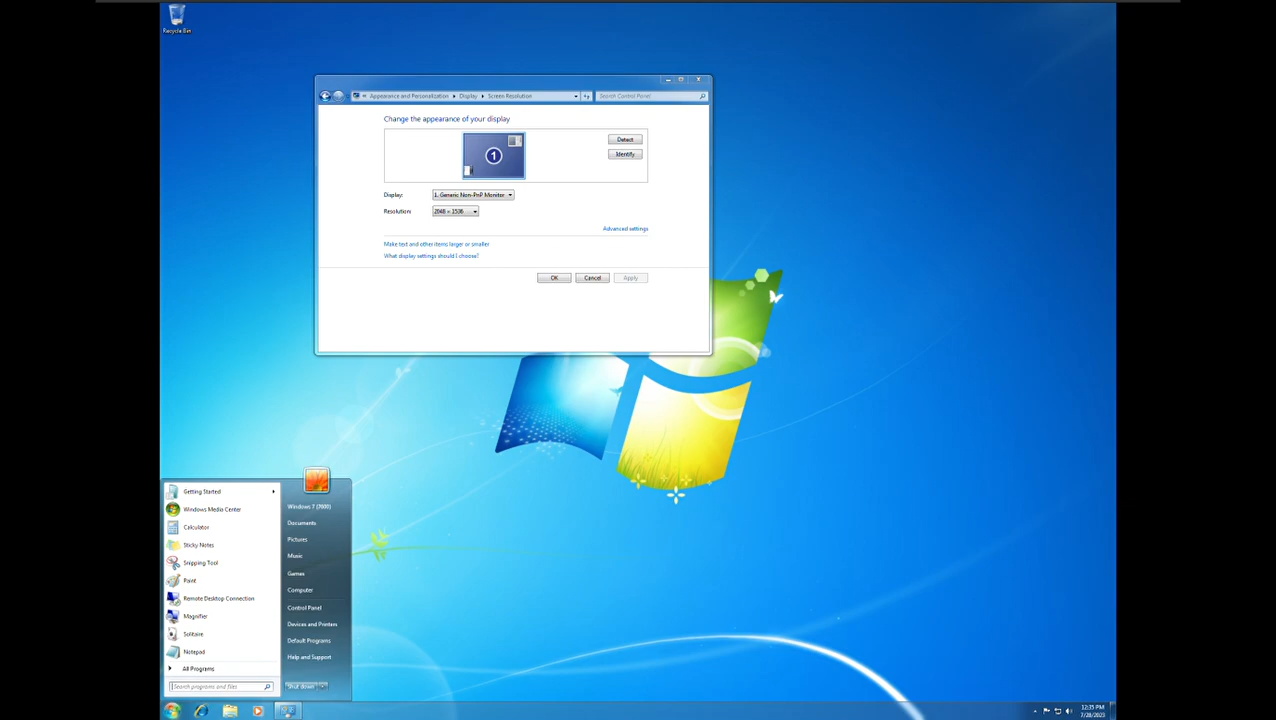 Recycle Bin
Appearance and Personalization
Display
Screen Resolution
Search Control Panel
Change the appearance of your display
1
Detect
Identify
Display:
1. Generic Non-PnP Monitor
Resolution:
2048 × 1536
Advanced settings
Make text and other items larger or smaller
What display settings should I choose?
OK
Cancel
Apply
Getting Started
Windows Media Center
Calculator
Sticky Notes
Snipping Tool
Paint
Remote Desktop Connection
Magnifier
Solitaire
Notepad
All Programs
Search programs and files
Windows 7 (7600)
Documents
Pictures
Music
Games
Computer
Control Panel
Devices and Printers
Default Programs
Help and Support
Shut down
12:35 PM
7/28/2023